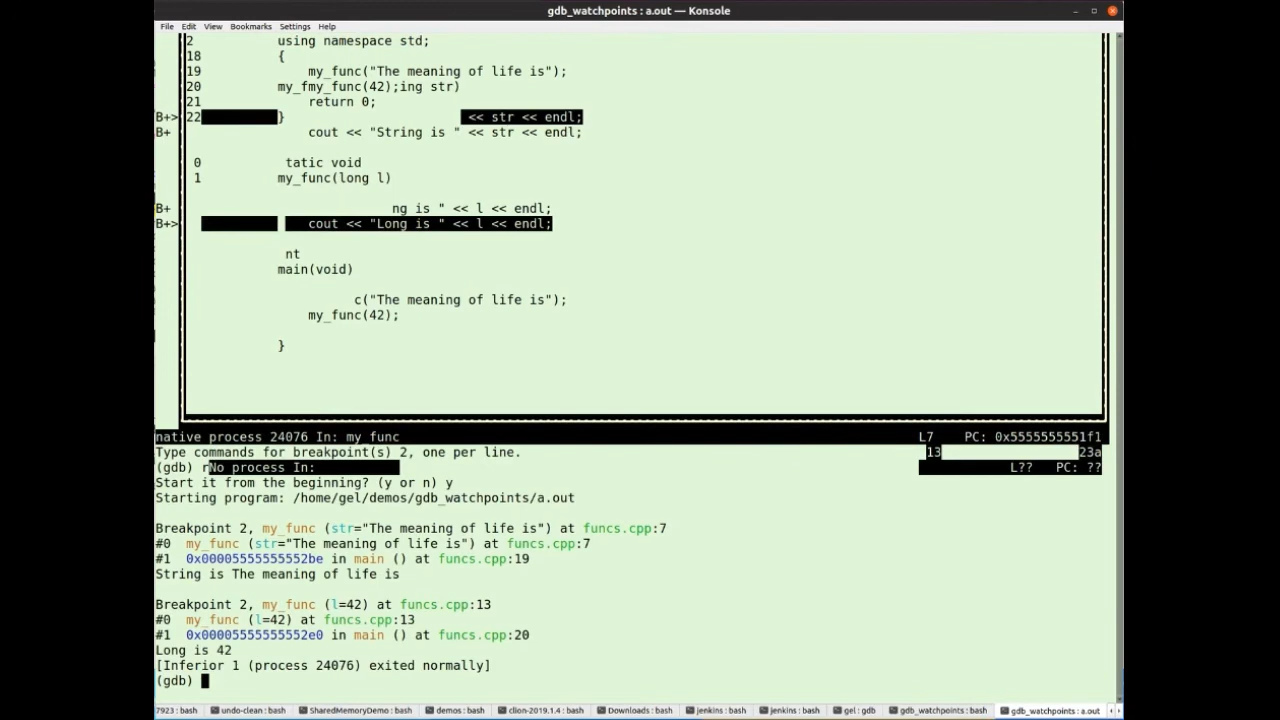 gdb_watchpoints : a.out — Konsole
File Edit View Bookmarks Settings Help
2 using namespace std;
18 {
19 my_func("The meaning of life is");
20 my_fmy_func(42);ing str)
21 return 0;
B+>22 } << str << endl;
B+ cout << "String is " << str << endl;
0 tatic void
1 my_func(long l)
B+ ng is " << l << endl;
B+> cout << "Long is " << l << endl;
nt
main(void)
c("The meaning of life is");
my_func(42);
}
native process 24076 In: my_func L7 PC: 0x5555555551f1
Type commands for breakpoint(s) 2, one per line. 13 23a
(gdb) rNo process In: L?? PC: ??
Start it from the beginning? (y or n) y
Starting program: /home/gel/demos/gdb_watchpoints/a.out
Breakpoint 2, my_func (str="The meaning of life is") at funcs.cpp:7
#0 my_func (str="The meaning of life is") at funcs.cpp:7
#1 0x00005555555552be in main () at funcs.cpp:19
String is The meaning of life is
Breakpoint 2, my_func (l=42) at funcs.cpp:13
#0 my_func (l=42) at funcs.cpp:13
#1 0x00005555555552e0 in main () at funcs.cpp:20
Long is 42
[Inferior 1 (process 24076) exited normally]
(gdb)
7923 : bash undo-clean : bash SharedMemoryDemo : bash demos : bash clion-2019.1.4 : bash Downloads : bash jenkins : bash jenkins : bash gel : gdb gdb_watchpoints : bash gdb_watchpoints : a.out